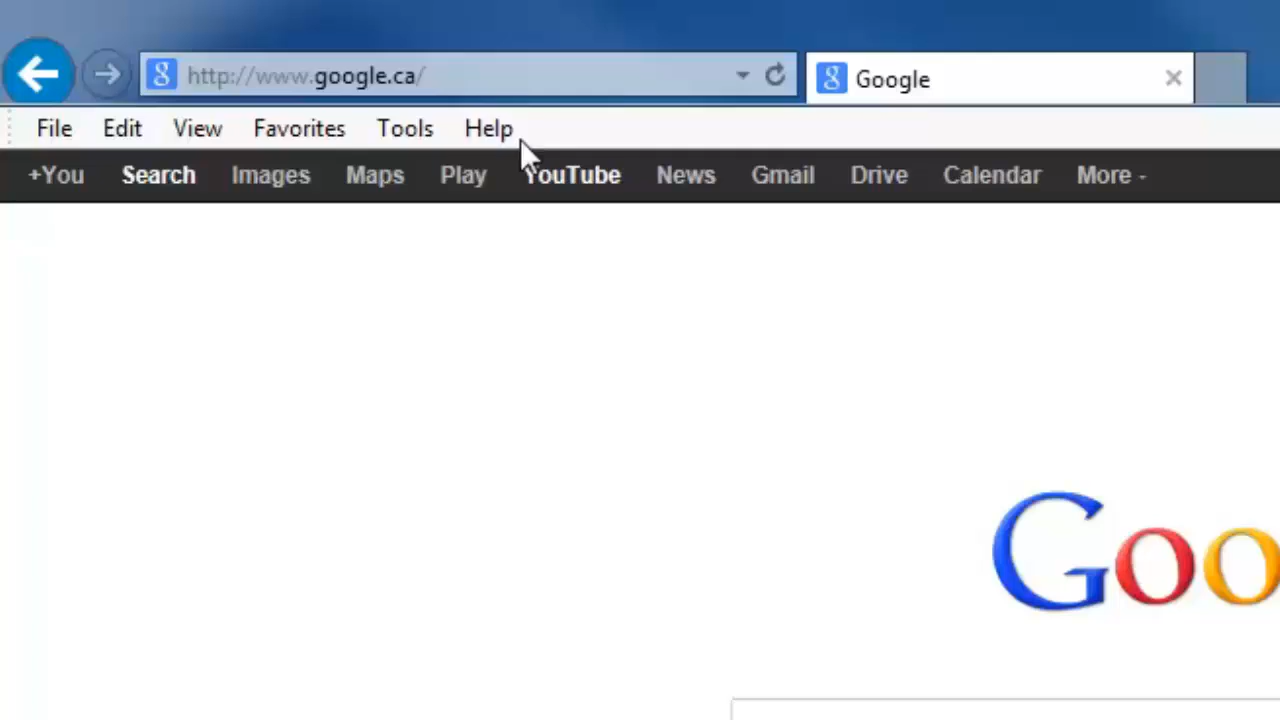 http://www.google.ca/ Google
File Edit View Favorites Tools Help
+You Search Images Maps Play YouTube News Gmail Drive Calendar More
Goo